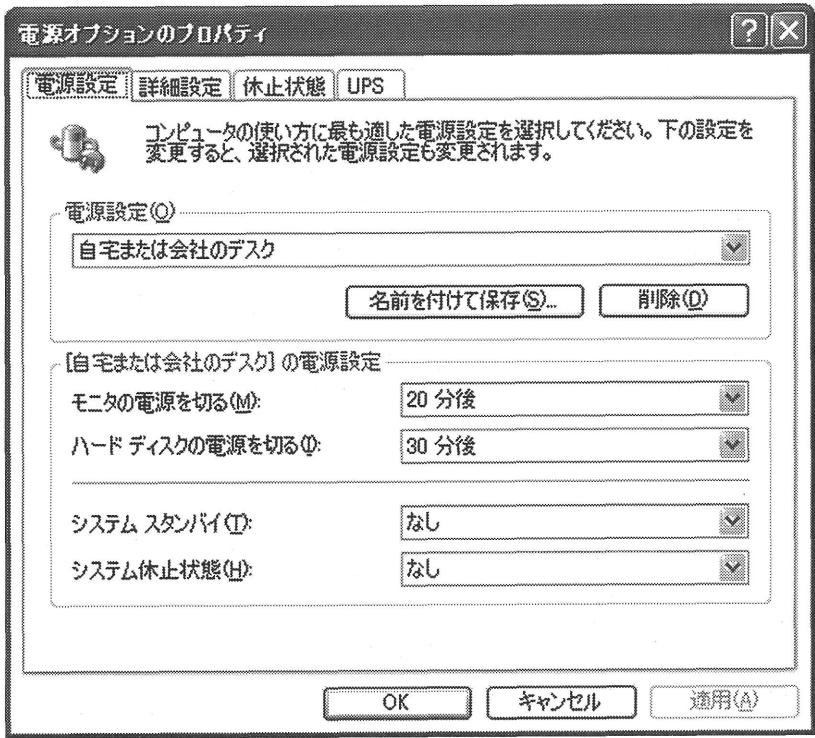 電源オプションのプロパティ
電源設定 詳細設定 休止状態 UPS
コンピュータの使い方に最も適した電源設定を選択してください。下の設定を
変更すると、選択された電源設定も変更されます。
電源設定(O)
自宅または会社のデスク
名前を付けて保存(S)... 削除(D)
[自宅または会社のデスク] の電源設定
モニタの電源を切る(M): 20 分後
ハード ディスクの電源を切る(I): 30 分後
システム スタンバイ(T): なし
システム休止状態(H): なし
OK キャンセル 適用(A)